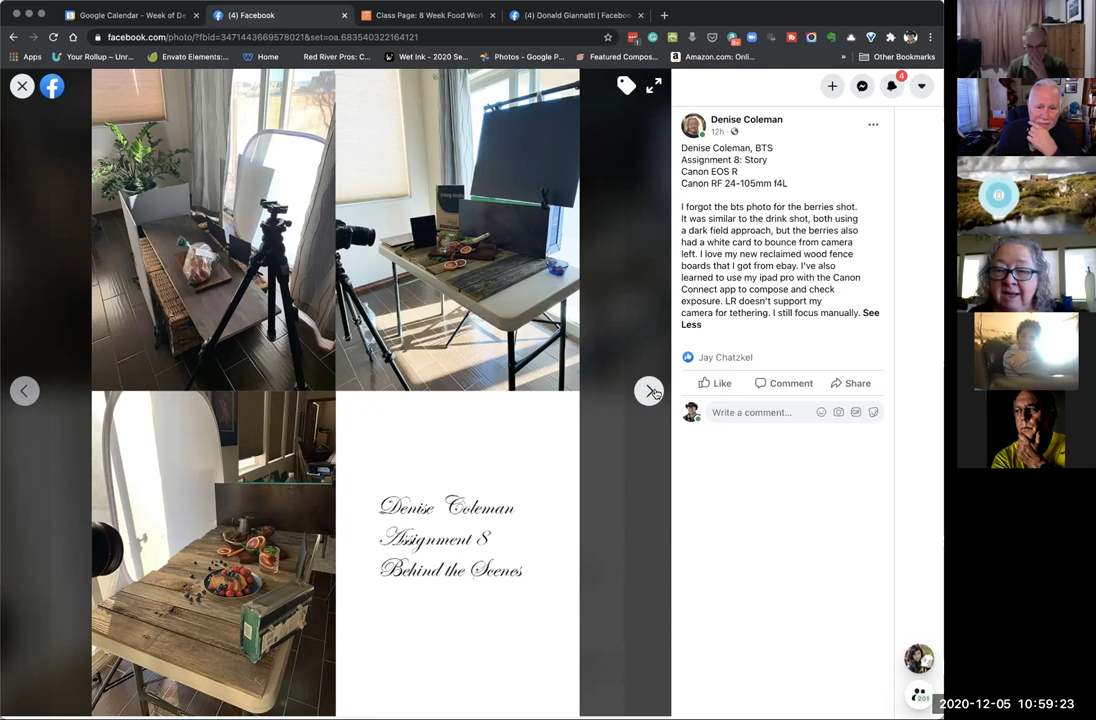 Google Calendar - Week of De
(4) Facebook
Class Page: 8 Week Food Wor
(4) Donald Giannatti | Faceboo
facebook.com/photo/?fbid=3471443669578021&set=oa.683540332164121
Apps
Your Rollup – Unr...
Envato Elements:...
Home
Red River Pros: C...
Wet Ink - 2020 Se...
Photos - Google P...
Featured Compos...
Amazon.com: Onli...
»
Other Bookmarks
4
Denise Coleman
12h ·
Denise Coleman, BTS
Assignment 8: Story
Canon EOS R
Canon RF 24-105mm f4L
I forgot the bts photo for the berries shot.
It was similar to the drink shot, both using
a dark field approach, but the berries also
had a white card to bounce from camera
left. I love my new reclaimed wood fence
boards that I got from ebay. I've also
learned to use my ipad pro with the Canon
Connect app to compose and check
exposure. LR doesn't support my
camera for tethering. I still focus manually. See
Less
Jay Chatzkel
Like
Comment
Share
Write a comment...
Denise Coleman
Assignment 8
Behind the Scenes
201
2020-12-05 10:59:23